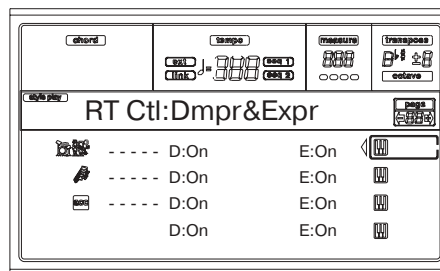 chord tempo measure transpose
ext ♩= seq 1
link seq 2
octave
style play
RT Ctl:Dmpr&Expr page
- - - - - D:On E:On
- - - - - D:On E:On
acc - - - - - D:On E:On
D:On E:On